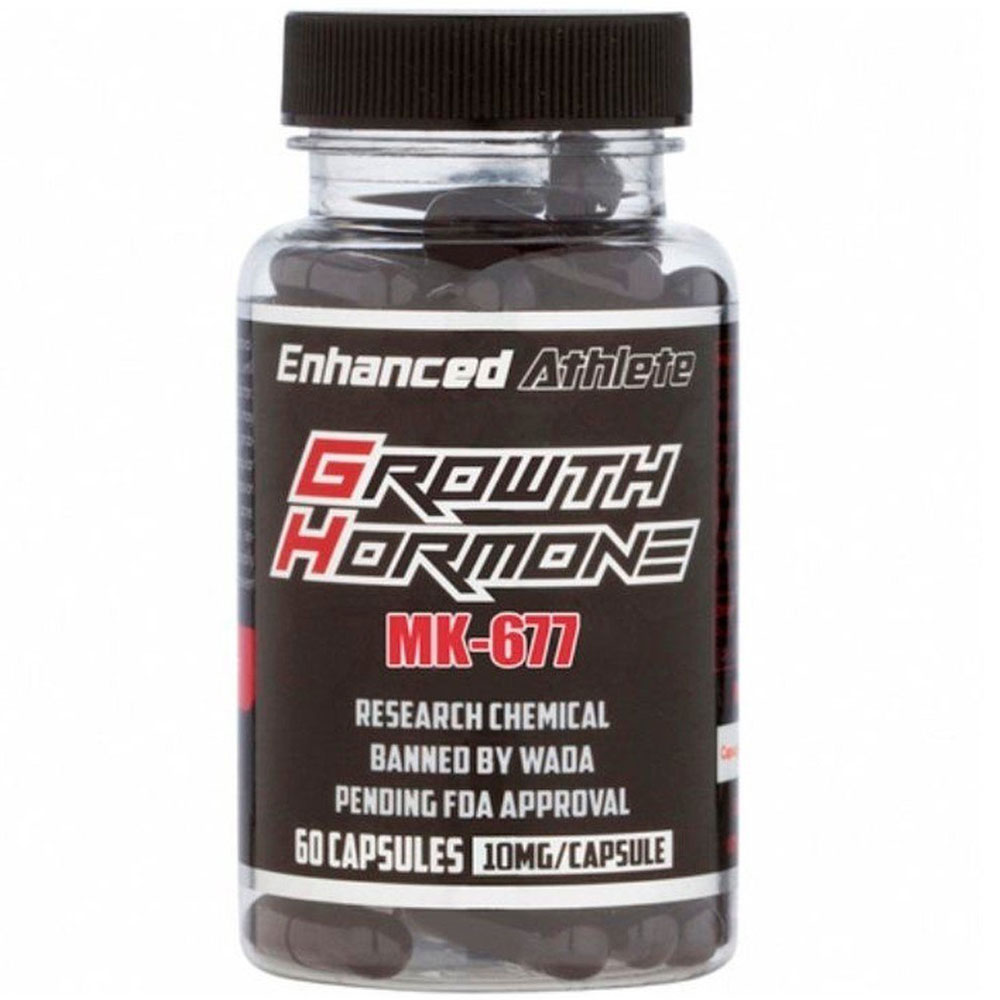 Enhanced Athlete
GROWTH
HORMONE
MK-677
RESEARCH CHEMICAL
BANNED BY WADA
PENDING FDA APPROVAL
60 CAPSULES 10MG/CAPSULE